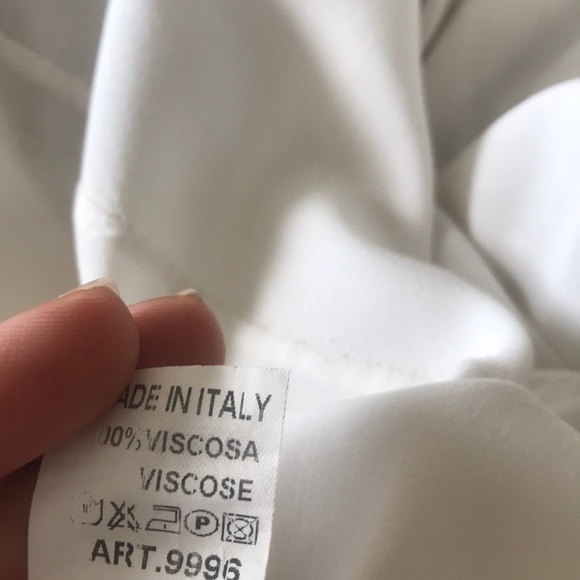 ADE IN ITALY
00% VISCOSA
VISCOSE
P
ART.9996